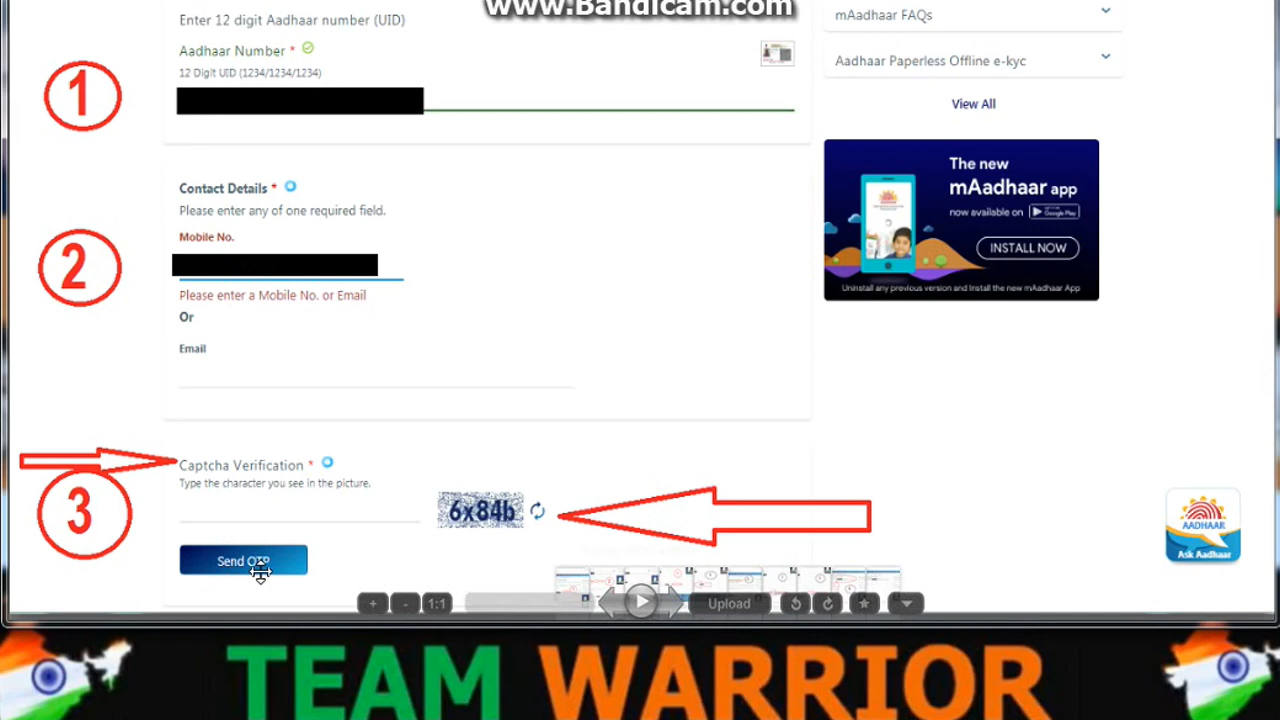 www.Bandicam.com
Enter 12 digit Aadhaar number (UID)
Aadhaar Number *
12 Digit UID (1234/1234/1234)
1
Contact Details *
Please enter any of one required field.
Mobile No.
2
Please enter a Mobile No. or Email
Or
Email
Captcha Verification *
Type the character you see in the picture.
3
6x84b
Send OTP
mAadhaar FAQs
Aadhaar Paperless Offline e-kyc
View All
The new
mAadhaar app
now available on Google Play
INSTALL NOW
Uninstall any previous version and Install the new mAadhaar App
AADHAAR
Ask Aadhaar
+ - 1:1 Upload
TEAM WARRIOR